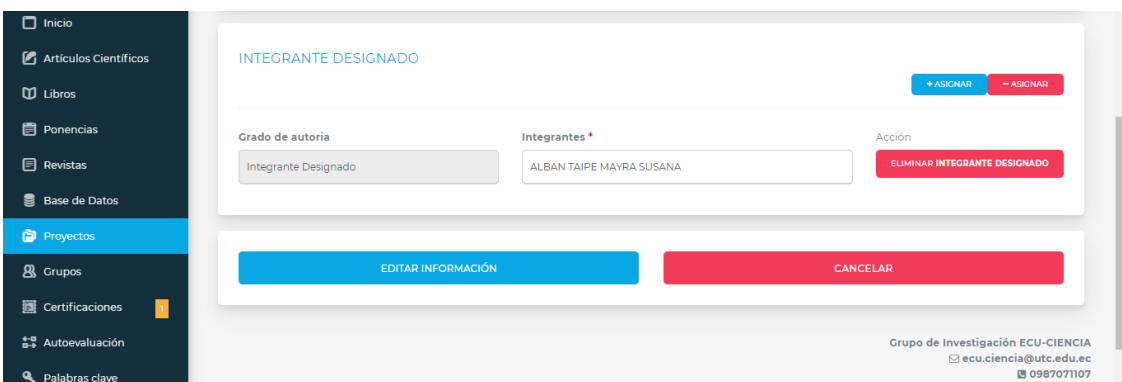 Inicio
Artículos Científicos
Libros
Ponencias
Revistas
Base de Datos
Proyectos
Grupos
Certificaciones 1
Autoevaluación
Palabras clave
INTEGRANTE DESIGNADO
+ ASIGNAR − ASIGNAR
Grado de autoria Integrantes * Acción
Integrante Designado ALBAN TAIPE MAYRA SUSANA ELIMINAR INTEGRANTE DESIGNADO
EDITAR INFORMACIÓN CANCELAR
Grupo de Investigación ECU-CIENCIA
ecu.ciencia@utc.edu.ec
0987071107